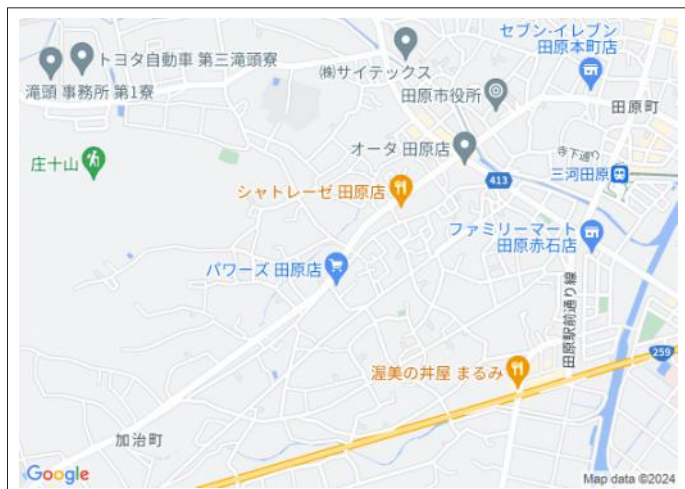 セブン-イレブン
田原本町店
トヨタ自動車 第三滝頭寮
㈱サイテックス
滝頭 事務所 第1寮
田原市役所
田原町
オータ 田原店
寺下通り
庄十山
三河田原
413
シャトレーゼ 田原店
ファミリーマート
田原赤石店
パワーズ 田原店
田原駅前通り線
259
渥美の丼屋 まるみ
加治町
Google
Map data ©2024